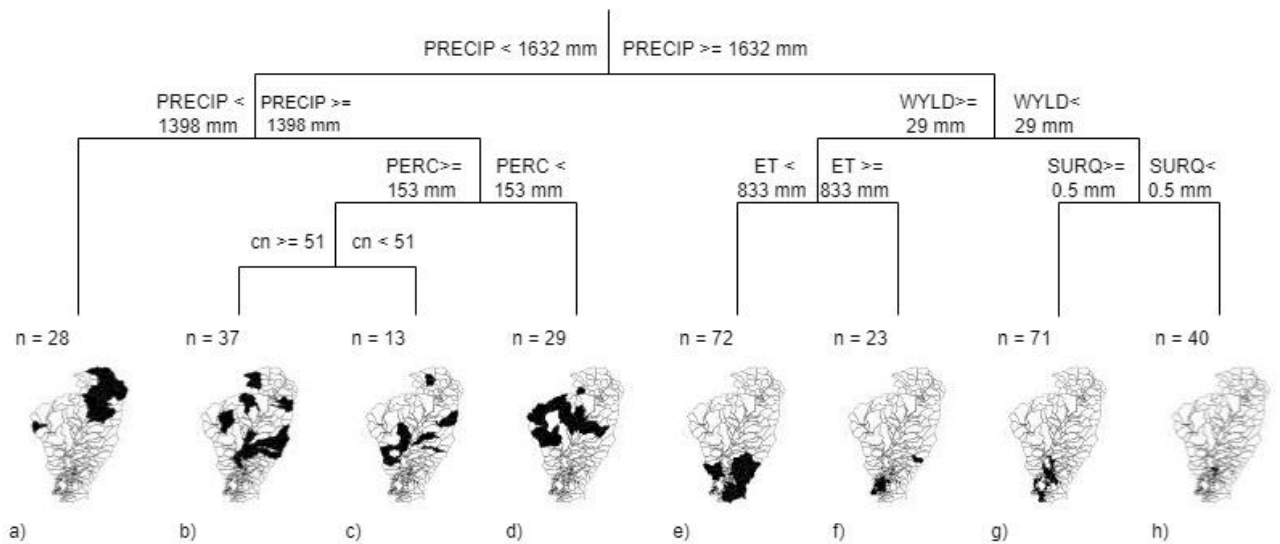 PRECIP < 1632 mm PRECIP >= 1632 mm
PRECIP < PRECIP >= WYLD>= WYLD<
1398 mm 1398 mm 29 mm 29 mm
PERC>= PERC < ET < ET >= SURQ>= SURQ<
153 mm 153 mm 833 mm 833 mm 0.5 mm 0.5 mm
cn >= 51 cn < 51
n = 28 n = 37 n = 13 n = 29 n = 72 n = 23 n = 71 n = 40
a) b) c) d) e) f) g) h)